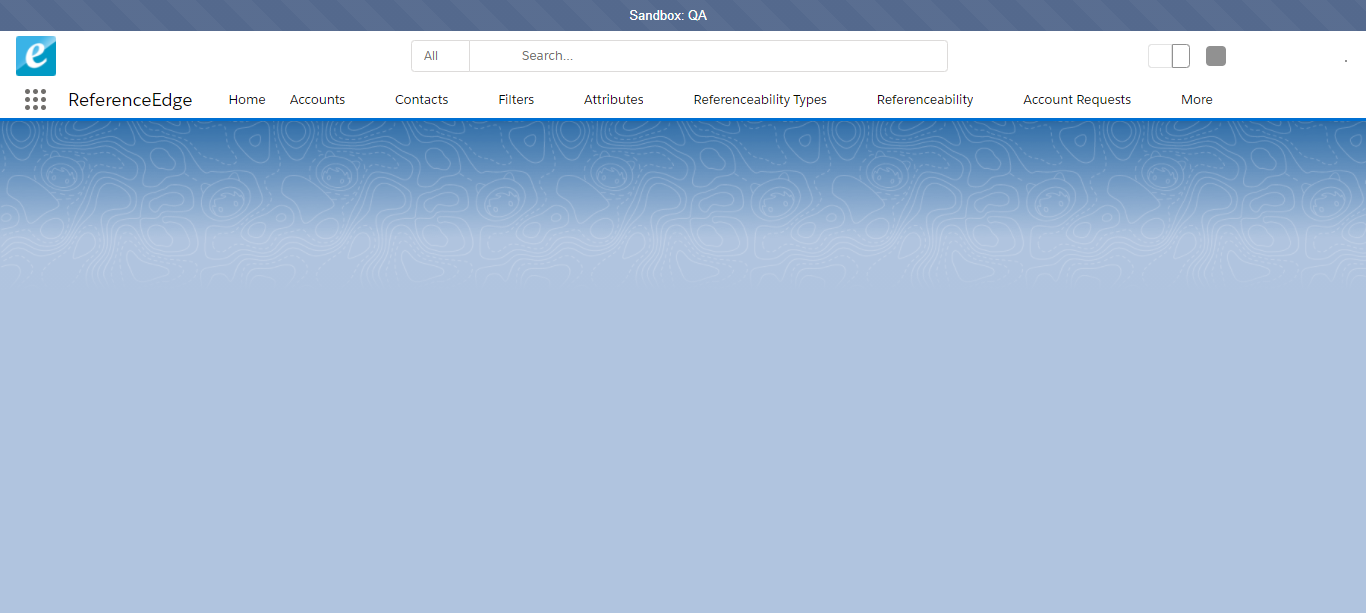 Sandbox: QA
All Search...
ReferenceEdge Home Accounts Contacts Filters Attributes Referenceability Types Referenceability Account Requests More